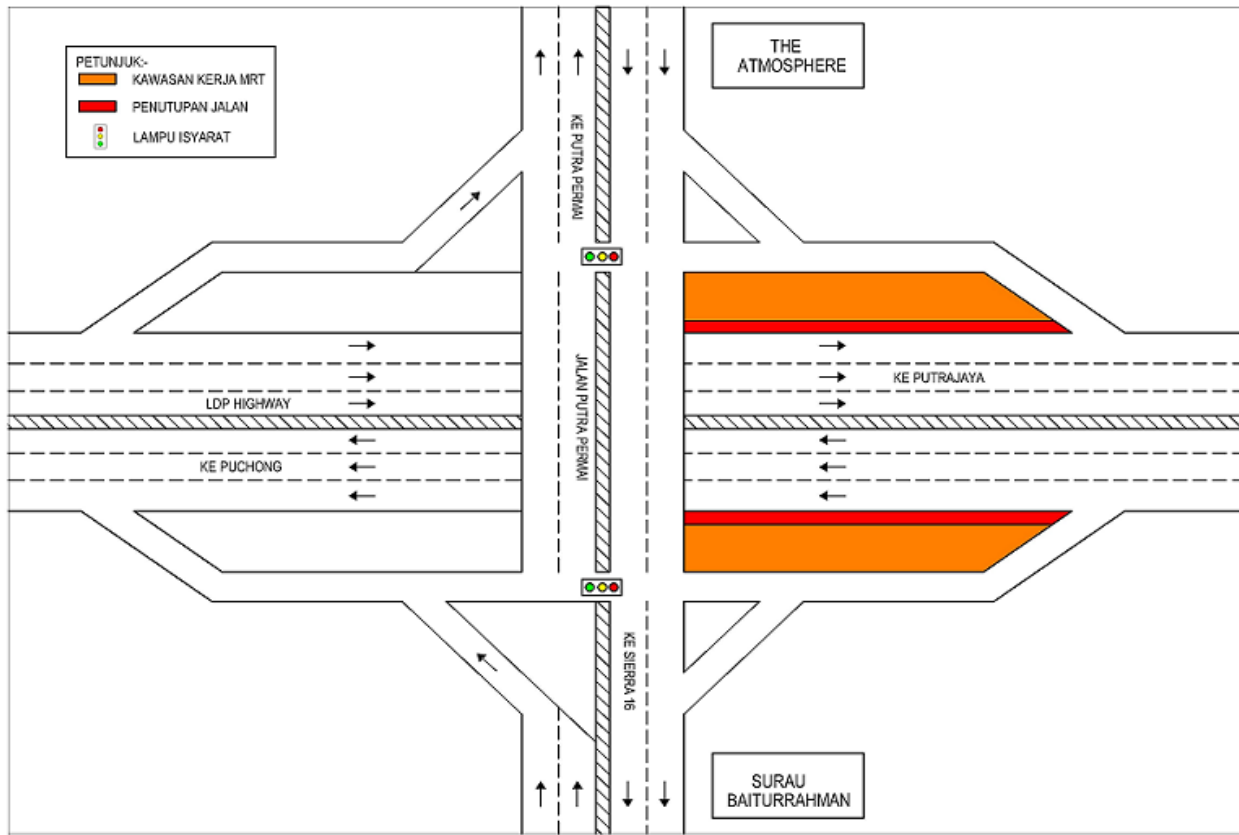 PETUNJUK:-
KAWASAN KERJA MRT
PENUTUPAN JALAN
LAMPU ISYARAT
THE
ATMOSPHERE
KE PUTRA PERMAI
JALAN PUTRA PERMAI
KE PUTRAJAYA
LDP HIGHWAY
KE PUCHONG
KE SIERRA 16
SURAU
BAITURRAHMAN